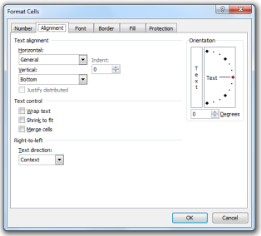 Format Cells
Number Alignment Font Border Fill Protection
Text alignment
Horizontal:
General
Indent:
Vertical:
0
Bottom
Justify distributed
Text control
Wrap text
Shrink to fit
Merge cells
Right-to-left
Text direction:
Context
Orientation
Text
Text
0 Degrees
OK Cancel